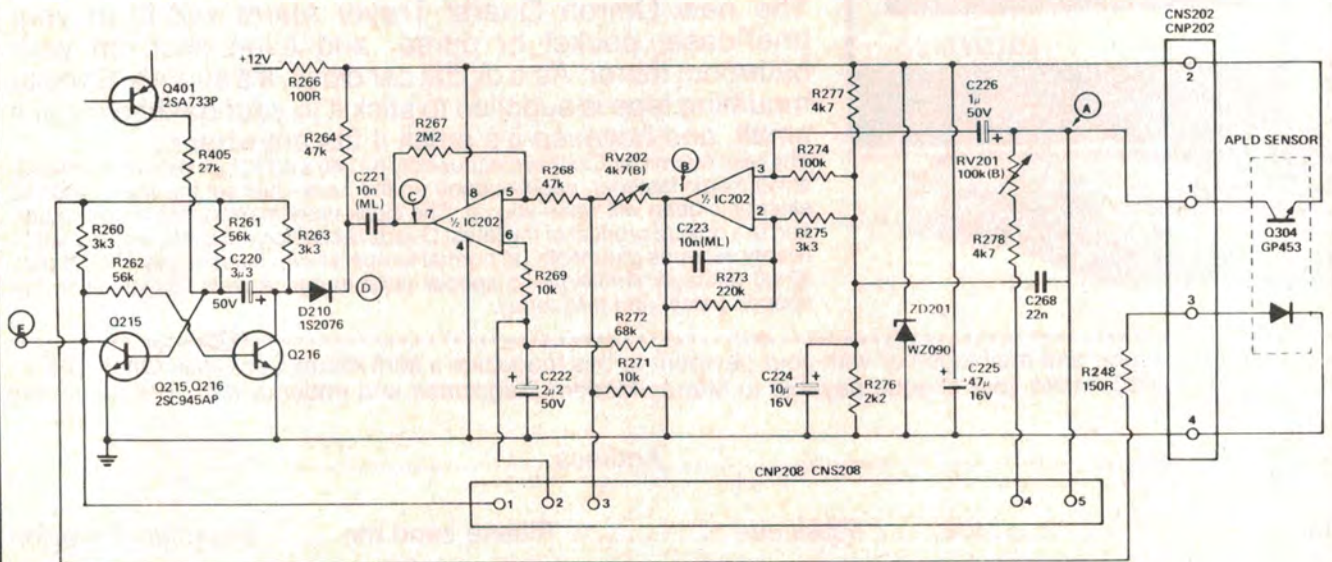 CNS202
CNP202
+12V
R266
100R
2
Q401
2SA733P
R277
4k7
C226
1μ
50V
A
R267
2M2
R264
47k
R405
27k
C221
10n
(ML)
C
RV202
4k7(B)
B
R274
100k
RV201
100k(B)
APLD SENSOR
8
5
R268
47k
1
3
7
½ IC202
½ IC202
1
2
6
4
Q304
GP453
R260
3k3
R261
56k
R263
3k3
C223
10n(ML)
R275
3k3
R278
4k7
R262
56k
C220
3μ3
50V
D
R269
10k
R273
220k
C268
22n
D210
1S2076
ZD201
WZ090
3
E
Q215
Q216
R272
68k
R271
10k
R248
150R
Q215,Q216
2SC945AP
C222
2μ2
50V
C224
10μ
16V
R276
2k2
C225
47μ
16V
4
CNP208 CNS208
1
2
3
4
5